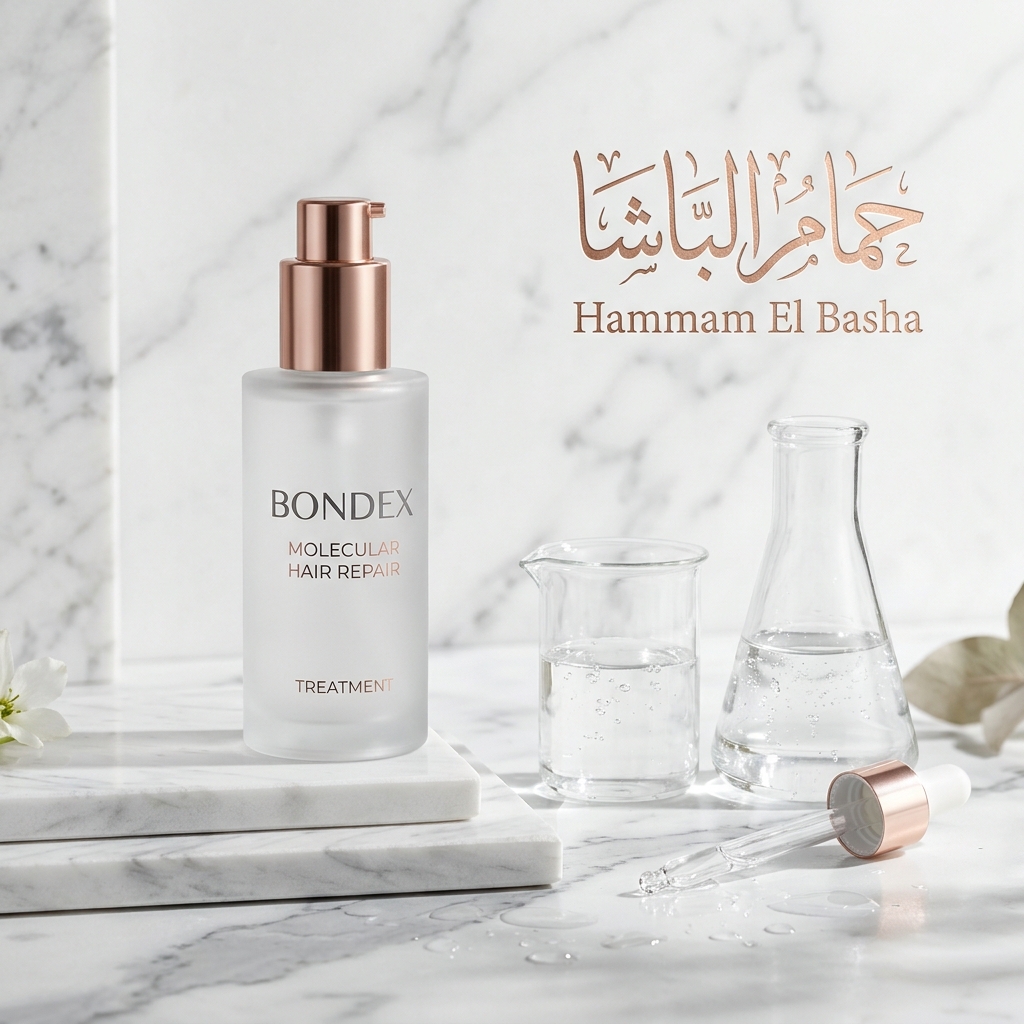 حمام الباشا
Hammam El Basha
BONDEX
MOLECULAR
HAIR REPAIR
TREATMENT